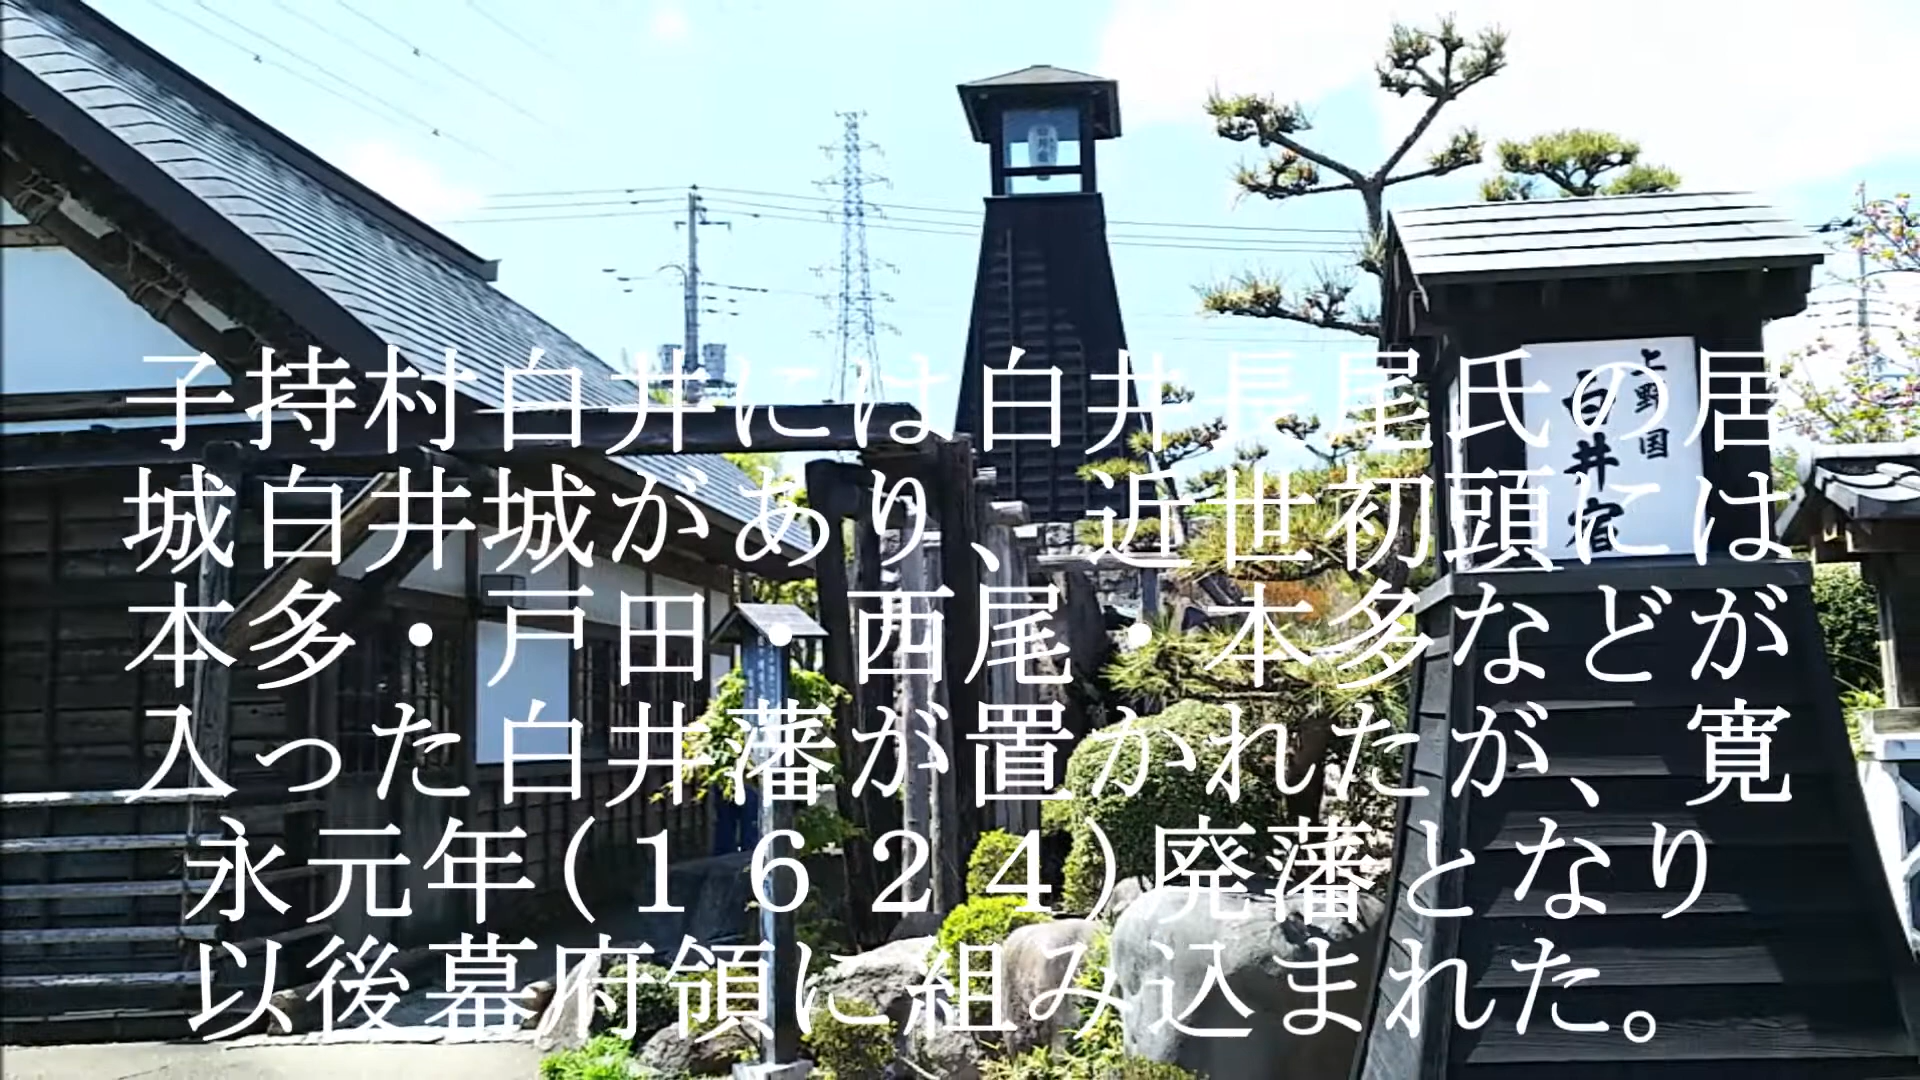 子持村白井には白井長尾氏の居
城白井城があり、近世初頭には
本多・戸田・西尾・本多などが
入った白井藩が置かれたが、寛
永元年(１６２４)廃藩となり
以後幕府領に組み込まれた。
上野国
白井宿